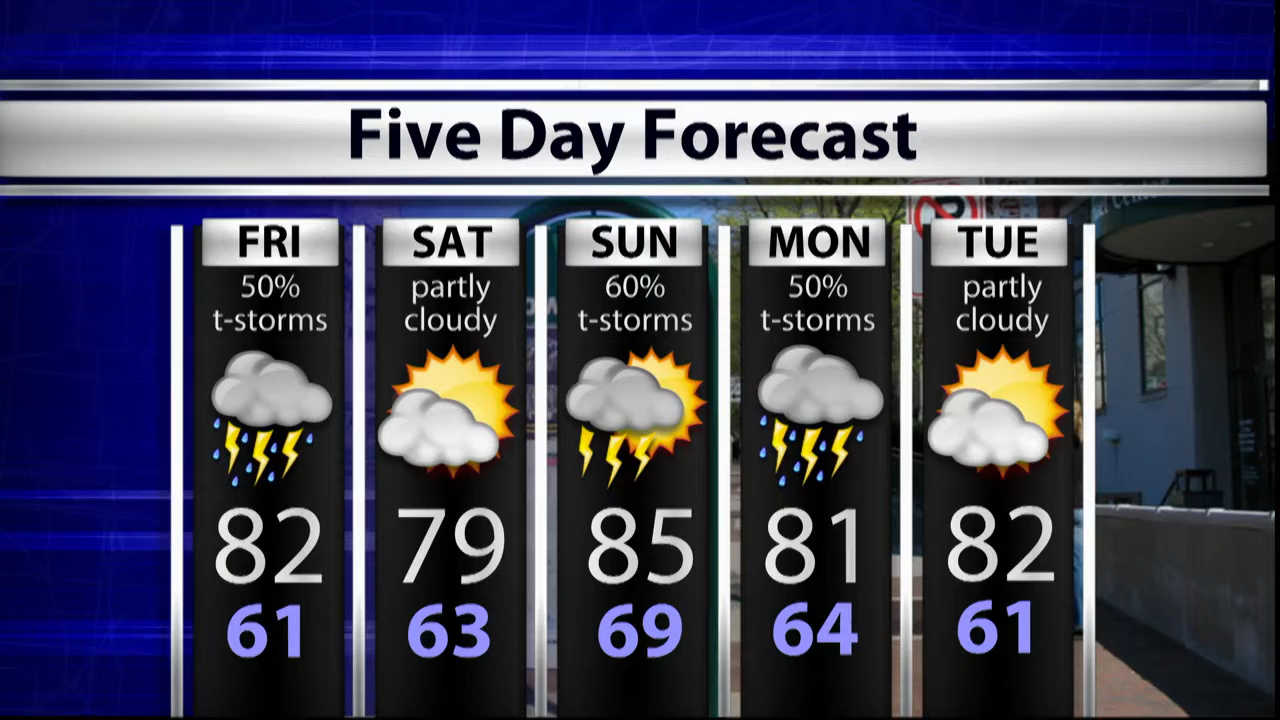 Five Day Forecast
FRI
50%
t-storms
82
61
SAT
partly
cloudy
79
63
SUN
60%
t-storms
85
69
MON
50%
t-storms
81
64
TUE
partly
cloudy
82
61